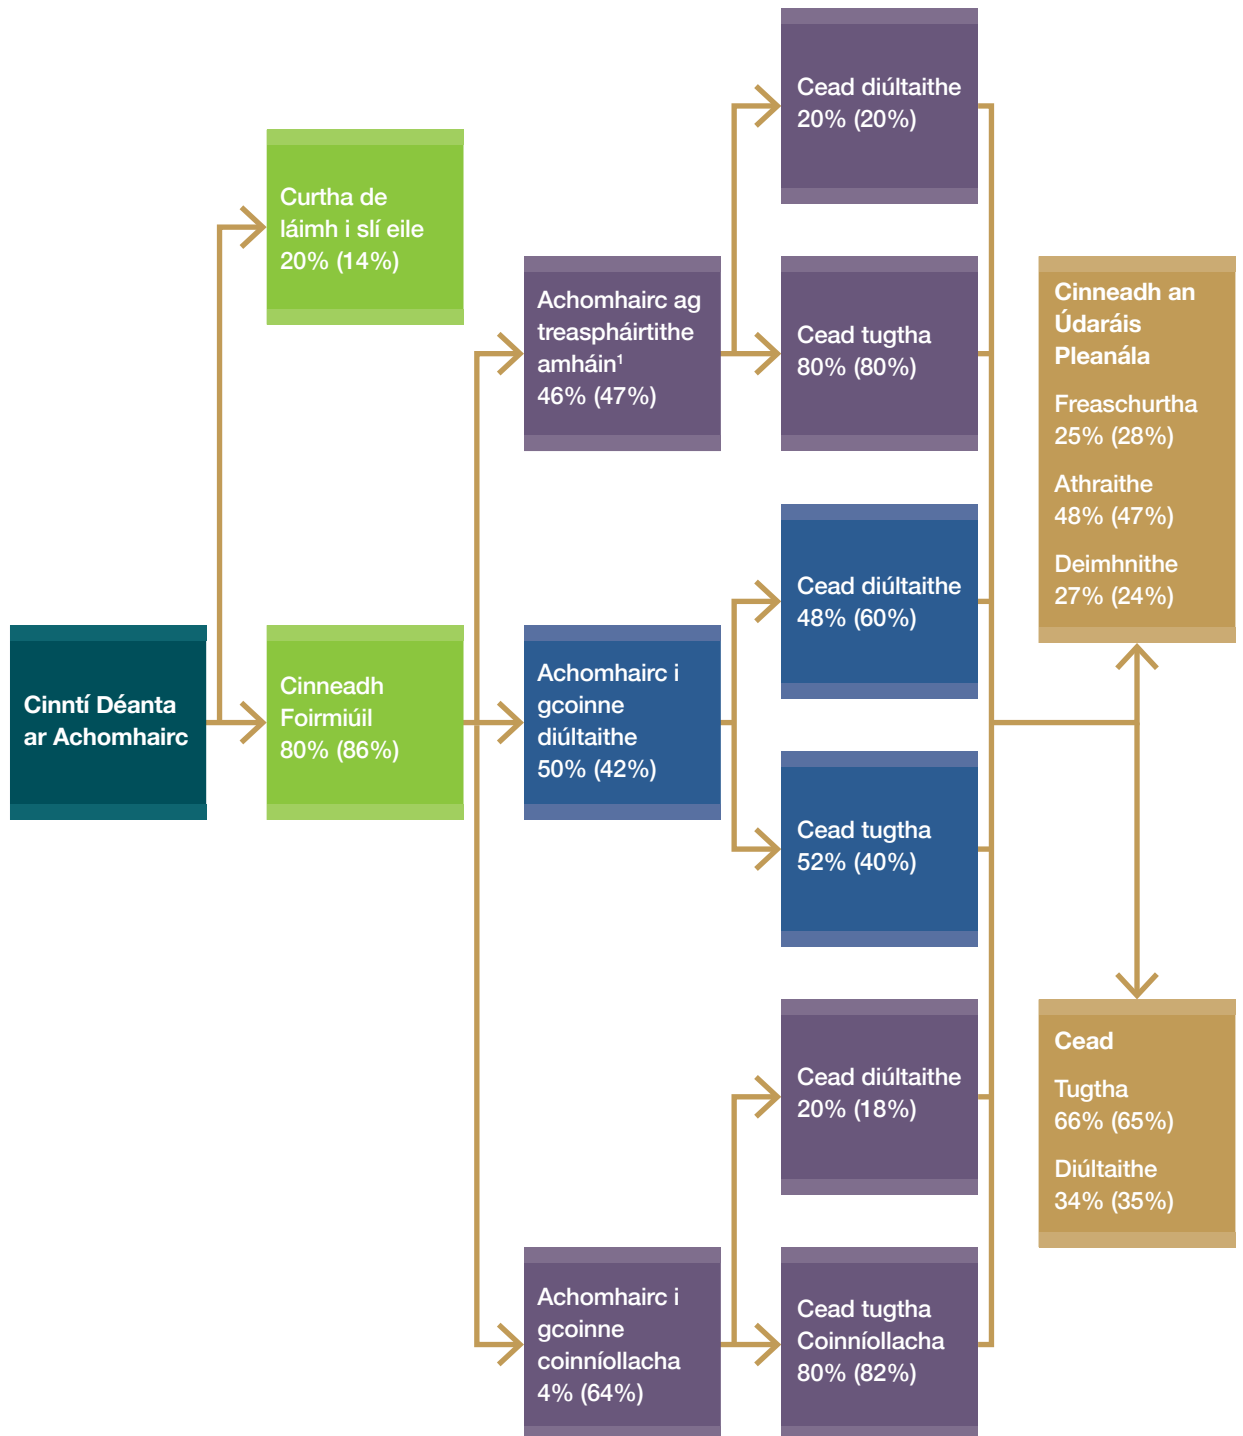 Cinntí Déanta
ar Achomhairc
Curtha de
láimh i slí eile
20% (14%)
Cinneadh
Foirmiúil
80% (86%)
Achomhairc ag
treaspháirtithe
amháin¹
46% (47%)
Achomhairc i
gcoinne
diúltaithe
50% (42%)
Achomhairc i
gcoinne
coinníollacha
4% (64%)
Cead diúltaithe
20% (20%)
Cead tugtha
80% (80%)
Cead diúltaithe
48% (60%)
Cead tugtha
52% (40%)
Cead diúltaithe
20% (18%)
Cead tugtha
Coinníollacha
80% (82%)
Cinneadh an
Údaráis
Pleanála
Freaschurtha
25% (28%)
Athraithe
48% (47%)
Deimhnithe
27% (24%)
Cead
Tugtha
66% (65%)
Diúltaithe
34% (35%)